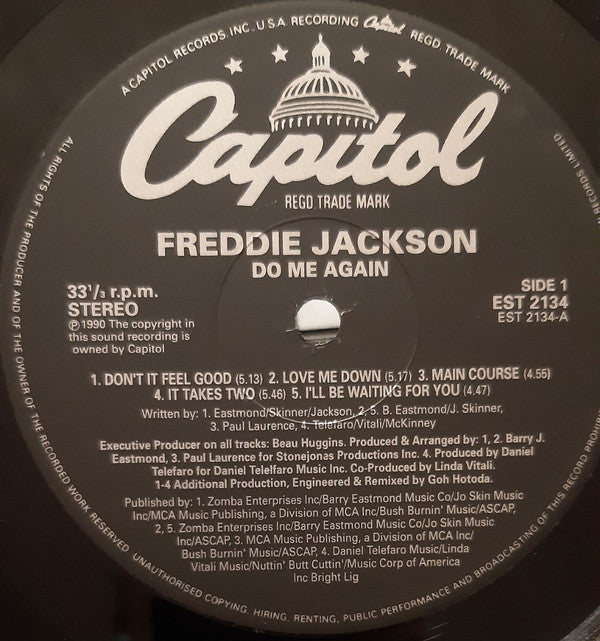 A CAPITOL RECORDS INC. U.S.A. RECORDING Capitol REGD TRADE MARK
Capitol
REGD TRADE MARK
FREDDIE JACKSON
DO ME AGAIN
33¹/₃ r.p.m.
STEREO
℗1990 The copyright in
this sound recording is
owned by Capitol
SIDE 1
EST 2134
EST 2134-A
1. DON'T IT FEEL GOOD (5.13) 2. LOVE ME DOWN (5.17) 3. MAIN COURSE (4.55)
4. IT TAKES TWO (5.46) 5. I'LL BE WAITING FOR YOU (4.47)
Written by: 1. Eastmond/Skinner/Jackson, 2, 5. B. Eastmond/J. Skinner,
3. Paul Laurence, 4. Telefaro/Vitali/McKinney
Executive Producer on all tracks: Beau Huggins. Produced & Arranged by: 1, 2. Barry J.
Eastmond, 3. Paul Laurence for Stonejonas Productions Inc. 4. Produced by Daniel
Telefaro for Daniel Telelfaro Music Inc. Co-Produced by Linda Vitali.
1-4 Additional Production, Engineered & Remixed by Goh Hotoda.
Published by: 1. Zomba Enterprises Inc/Barry Eastmond Music Co/Jo Skin Music
Inc/MCA Music Publishing, a Division of MCA Inc/Bush Burnin' Music/ASCAP,
2, 5. Zomba Enterprises Inc/Barry Eastmond Music Co/Jo Skin Music
Inc/ASCAP, 3. MCA Music Publishing, a Division of MCA Inc/
Bush Burnin' Music/ASCAP, 4. Daniel Telefaro Music/Linda
Vitali Music/Nuttin' Butt Cuttin'/Music Corp of America
Inc Bright Lig
ALL RIGHTS OF THE PRODUCER AND OF THE OWNER OF THE RECORDED WORK RESERVED UNAUTHORISED COPYING, HIRING, RENTING, PUBLIC PERFORMANCE AND BROADCASTING OF THIS RECORD PROHIB
RECORDS LIMITED